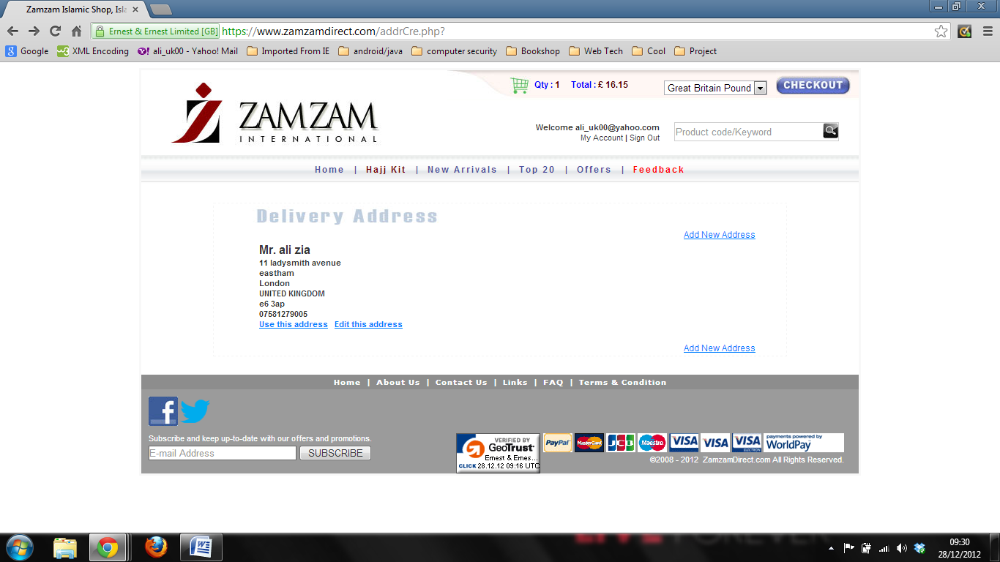 Zamzam Islamic Shop, Isla
Ernest & Ernest Limited [GB] https://www.zamzamdirect.com/addrCre.php?
Google XML Encoding ali_uk00 - Yahoo! Mail Imported From IE android/java computer security Bookshop Web Tech Cool Project
Qty : 1 Total : £ 16.15 Great Britain Pound CHECKOUT
ZAMZAM
INTERNATIONAL
Welcome ali_uk00@yahoo.com
My Account | Sign Out
Product code/Keyword
Home | Hajj Kit | New Arrivals | Top 20 | Offers | Feedback
Delivery Address
Add New Address
Mr. ali zia
11 ladysmith avenue
eastham
London
UNITED KINGDOM
e6 3ap
07581279005
Use this address Edit this address
Add New Address
Home | About Us | Contact Us | Links | FAQ | Terms & Condition
Subscribe and keep up-to-date with our offers and promotions.
E-mail Address SUBSCRIBE
VERIFIED BY
GeoTrust
Ernest & Ernes...
CLICK 28.12.12 09:16 UTC
PayPal MasterCard JCB Maestro VISA VISA VISA ELECTRON payments powered by WorldPay
©2008 - 2012 ZamzamDirect.com All Rights Reserved.
LIVE FOREVER
09:30
28/12/2012